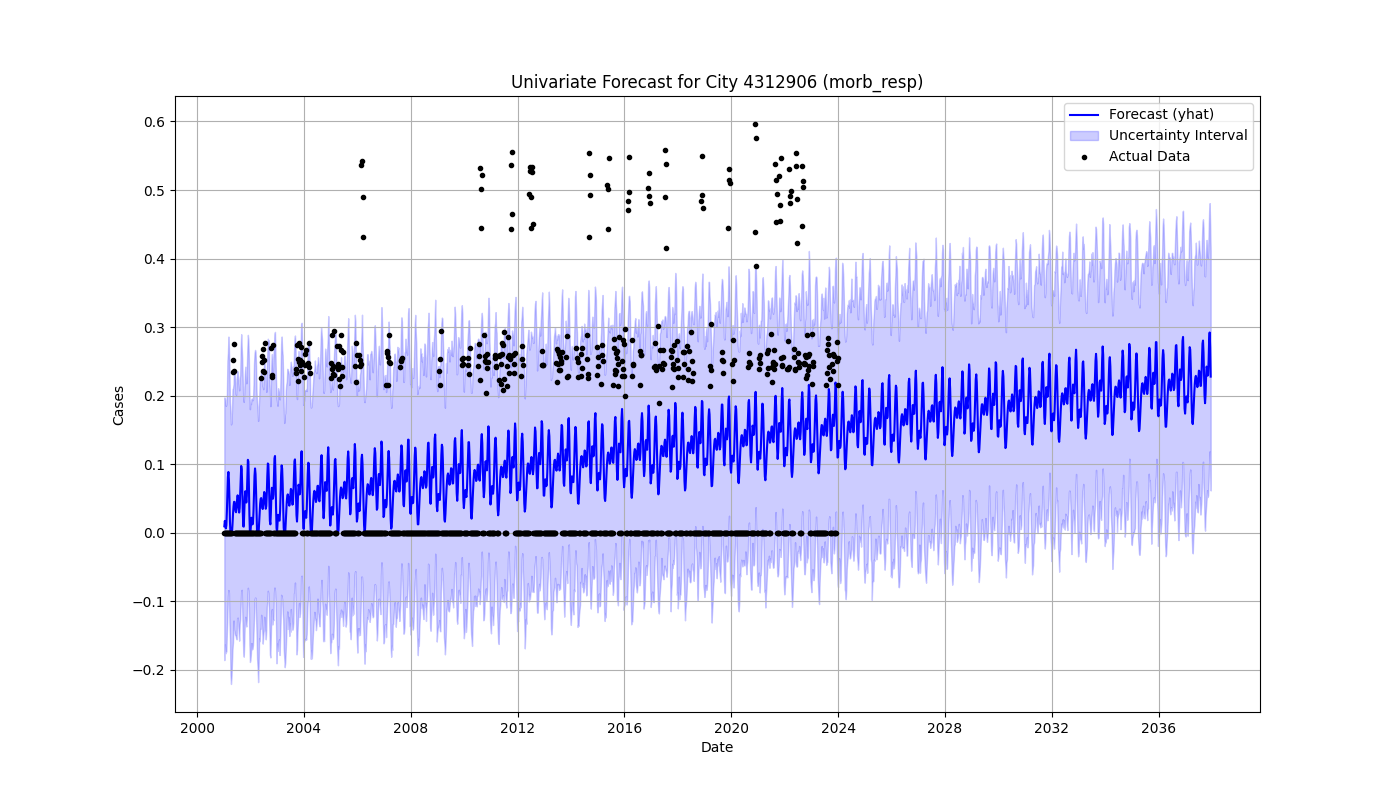 Univariate Forecast for City 4312906 (morb_resp)
Forecast (yhat)
Uncertainty Interval
Actual Data
Cases
0.6
0.5
0.4
0.3
0.2
0.1
0.0
−0.1
−0.2
2000 2004 2008 2012 2016 2020 2024 2028 2032 2036
Date